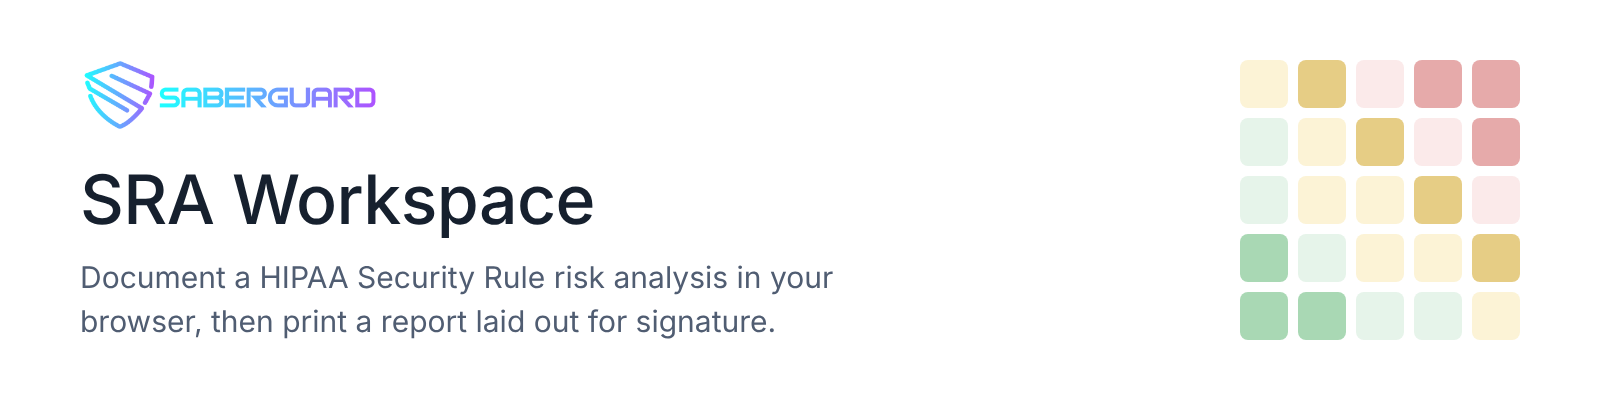 SABERGUARD
SRA Workspace
Document a HIPAA Security Rule risk analysis in your
browser, then print a report laid out for signature.